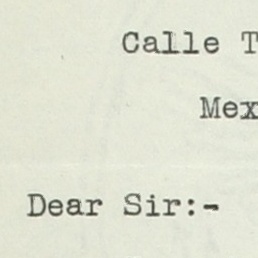 Calle T
Mex
Dear Sir:-